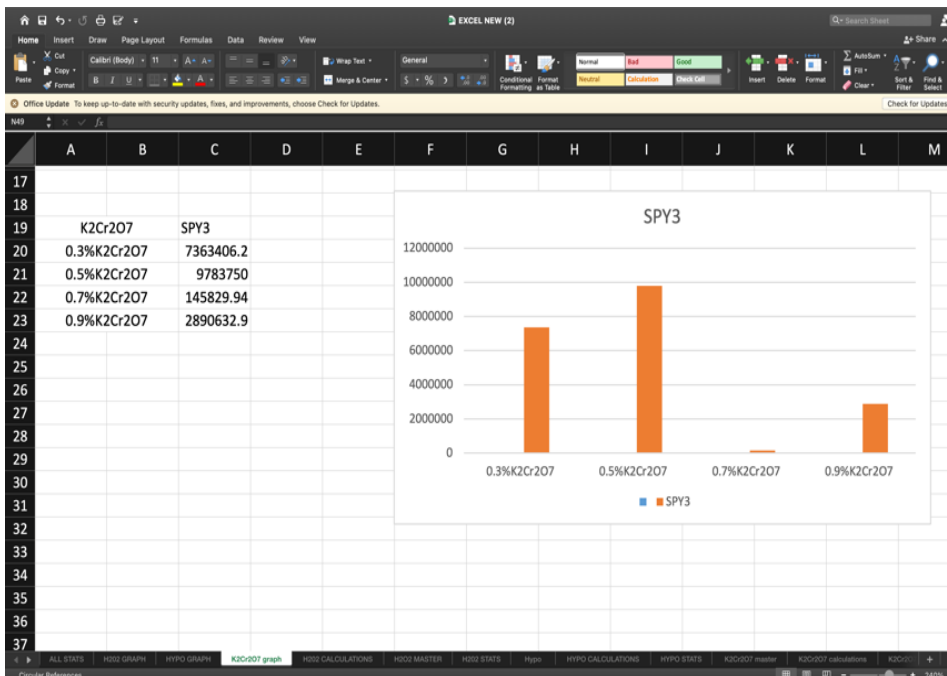 EXCEL NEW (2)
Search Sheet
Home Insert Draw Page Layout Formulas Data Review View
Share
Paste
Cut
Copy
Format
Calibri (Body) 11 A A
B I U A
Wrap Text
Merge & Center
General
$ % )
Conditional Formatting
Format as Table
Normal Bad Good
Neutral Calculation Check Cell
Insert Delete Format
AutoSum
Fill
Clear
Sort & Filter
Find & Select
Office Update To keep up-to-date with security updates, fixes, and improvements, choose Check for Updates.
Check for Updates
N49 fx
A B C D E F G H I J K L M
17
18
19 K2Cr2O7 SPY3
20 0.3%K2Cr2O7 7363406.2
21 0.5%K2Cr2O7 9783750
22 0.7%K2Cr2O7 145829.94
23 0.9%K2Cr2O7 2890632.9
24
25
26
27
28
29
30
31
32
33
34
35
36
37
SPY3
12000000
10000000
8000000
6000000
4000000
2000000
0
0.3%K2Cr2O7 0.5%K2Cr2O7 0.7%K2Cr2O7 0.9%K2Cr2O7
SPY3
ALL STATS H202 GRAPH HYPO GRAPH K2Cr2O7 graph H202 CALCULATIONS H2O2 MASTER H202 STATS Hypo HYPO CALCULATIONS HYPO STATS K2Cr2O7 master K2Cr2O7 calculations +
Circular References
240%